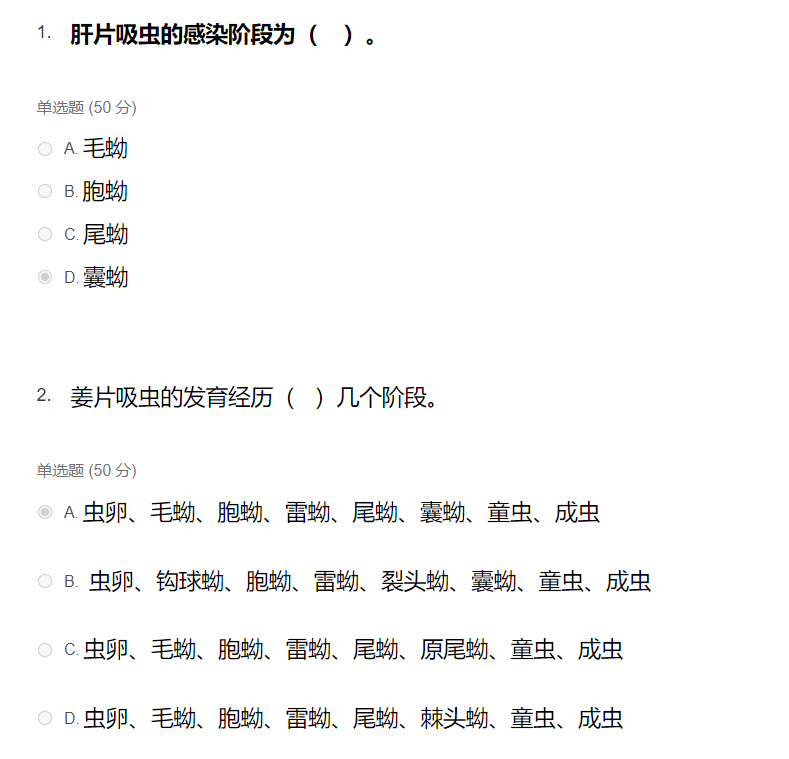 1. 肝片吸虫的感染阶段为（  ）。
单选题 (50 分)
A. 毛蚴
B. 胞蚴
C. 尾蚴
D. 囊蚴
2. 姜片吸虫的发育经历（  ）几个阶段。
单选题 (50 分)
A. 虫卵、毛蚴、胞蚴、雷蚴、尾蚴、囊蚴、童虫、成虫
B. 虫卵、钩球蚴、胞蚴、雷蚴、裂头蚴、囊蚴、童虫、成虫
C. 虫卵、毛蚴、胞蚴、雷蚴、尾蚴、原尾蚴、童虫、成虫
D. 虫卵、毛蚴、胞蚴、雷蚴、尾蚴、棘头蚴、童虫、成虫